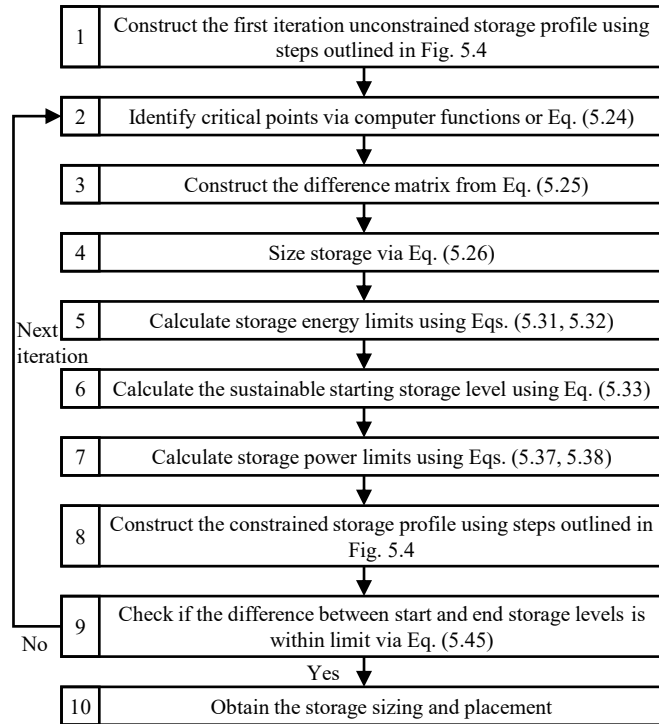 1
Construct the first iteration unconstrained storage profile using
steps outlined in Fig. 5.4
2
Identify critical points via computer functions or Eq. (5.24)
3
Construct the difference matrix from Eq. (5.25)
4
Size storage via Eq. (5.26)
5
Calculate storage energy limits using Eqs. (5.31, 5.32)
Next
iteration
6
Calculate the sustainable starting storage level using Eq. (5.33)
7
Calculate storage power limits using Eqs. (5.37, 5.38)
8
Construct the constrained storage profile using steps outlined in
Fig. 5.4
9
Check if the difference between start and end storage levels is
within limit via Eq. (5.45)
No
Yes
10
Obtain the storage sizing and placement